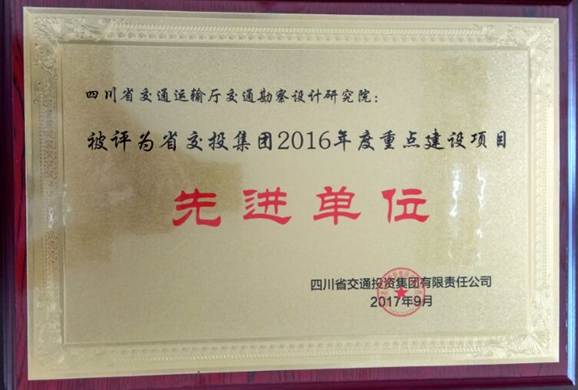 四川省交通运输厅交通勘察设计研究院：
被评为省交投集团2016年度重点建设项目
先进单位
四川省交通投资集团有限责任公司
2017年9月